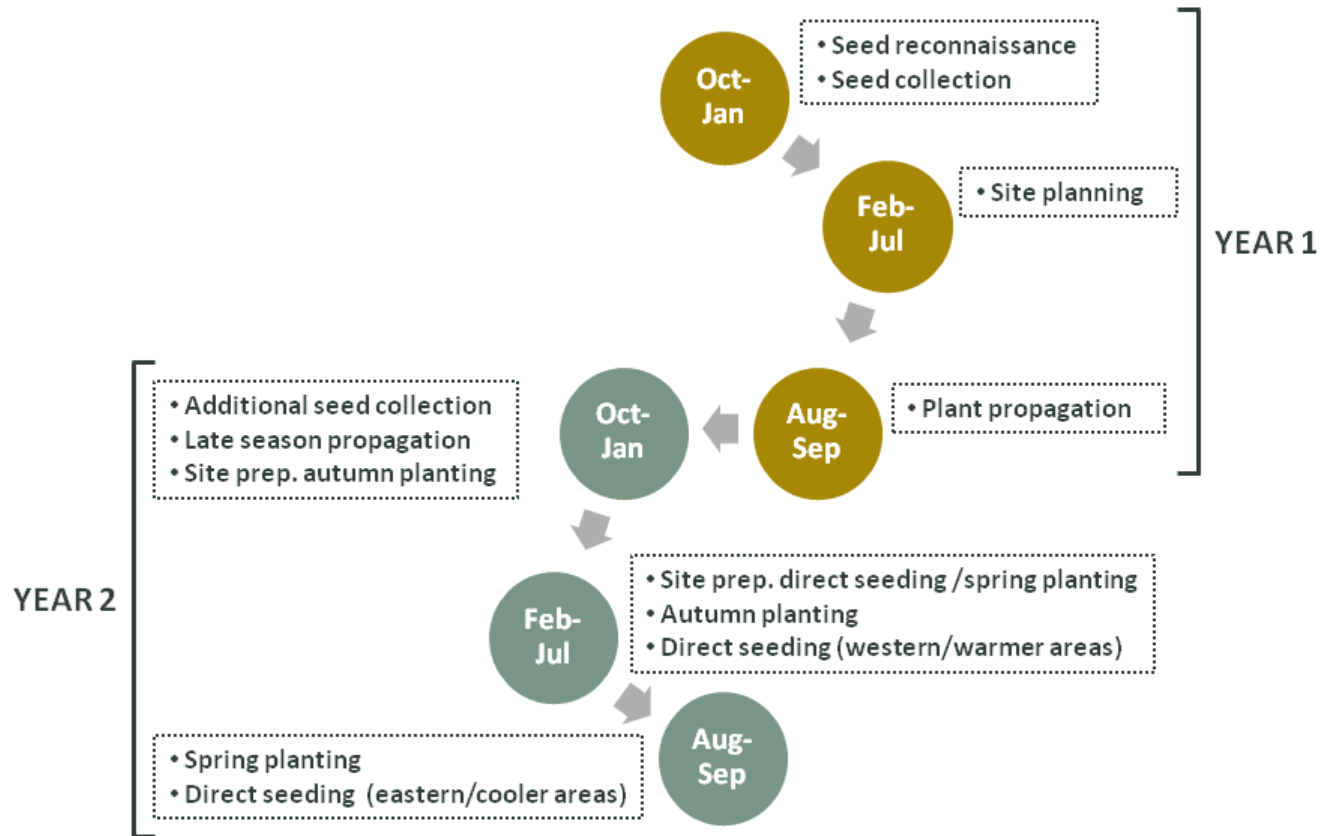 Oct-
Jan
• Seed reconnaissance
• Seed collection
Feb-
Jul
• Site planning
YEAR 1
Aug-
Sep
• Plant propagation
Oct-
Jan
• Additional seed collection
• Late season propagation
• Site prep. autumn planting
YEAR 2
Feb-
Jul
• Site prep. direct seeding /spring planting
• Autumn planting
• Direct seeding (western/warmer areas)
Aug-
Sep
• Spring planting
• Direct seeding (eastern/cooler areas)